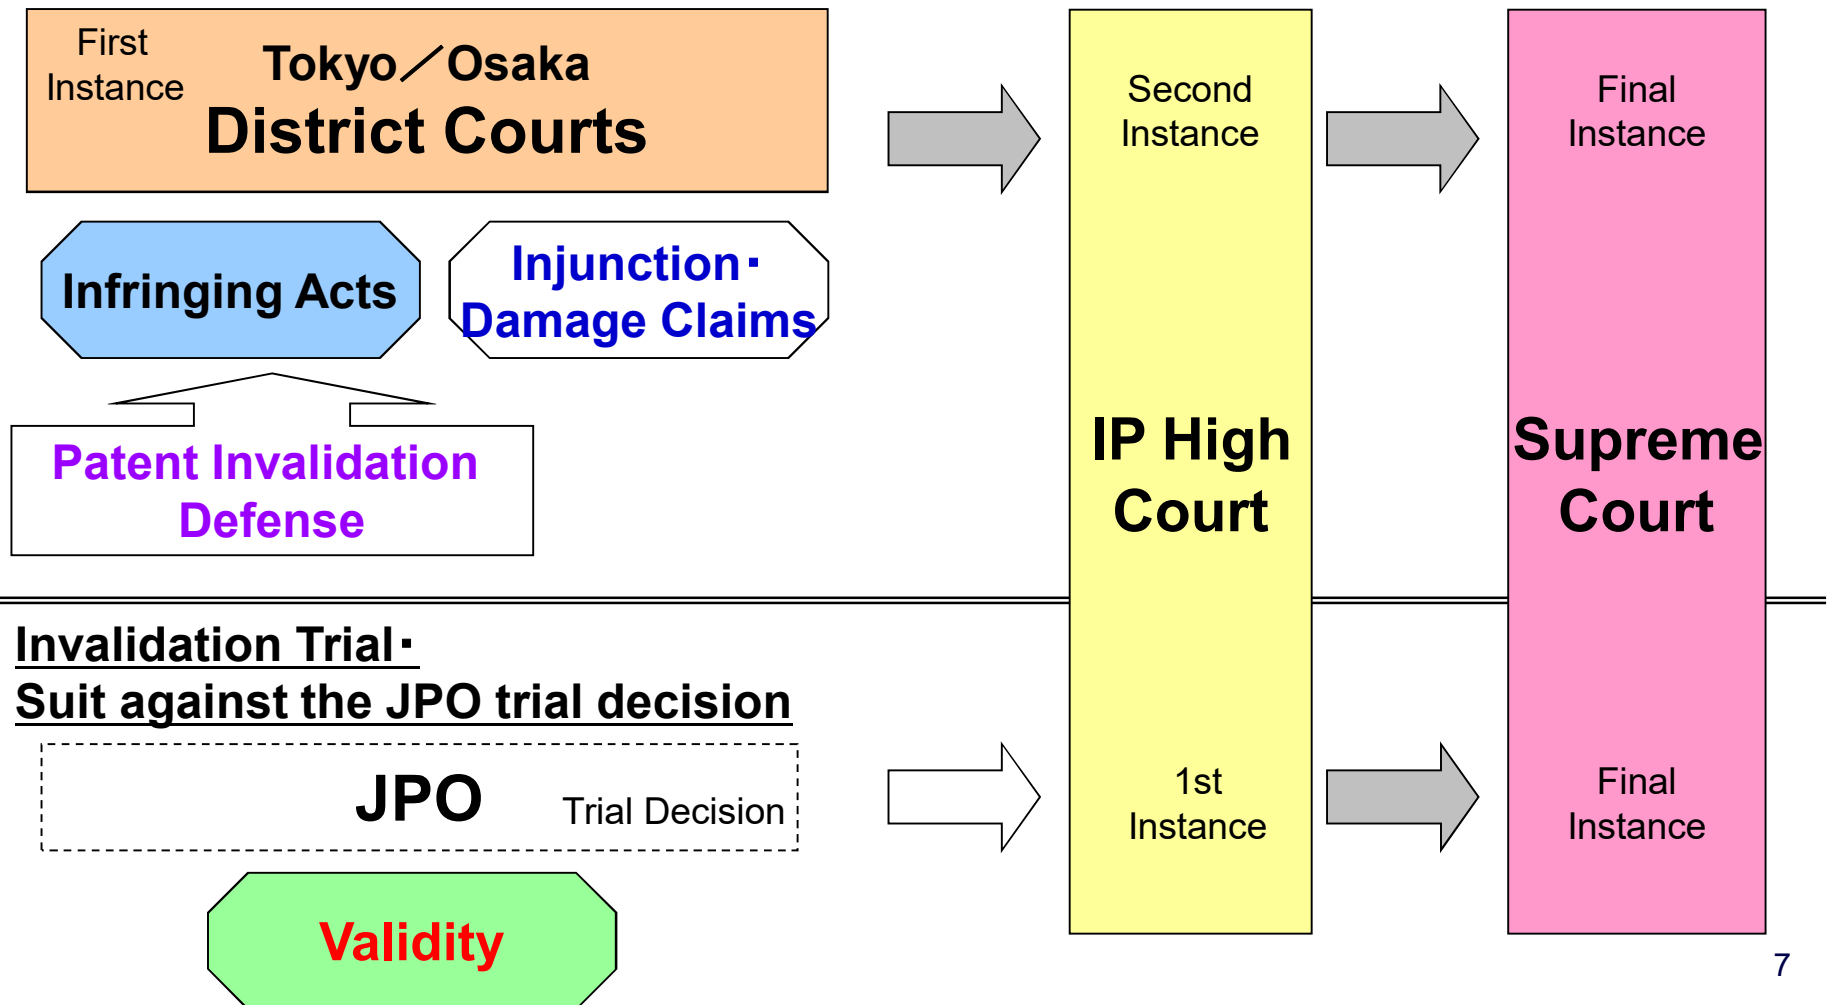 First
Instance
Tokyo／Osaka
District Courts
Infringing Acts
Injunction･
Damage Claims
Patent Invalidation
Defense
Second
Instance
IP High
Court
1st
Instance
Final
Instance
Supreme
Court
Final
Instance
Invalidation Trial･
Suit against the JPO trial decision
JPO
Trial Decision
Validity
7